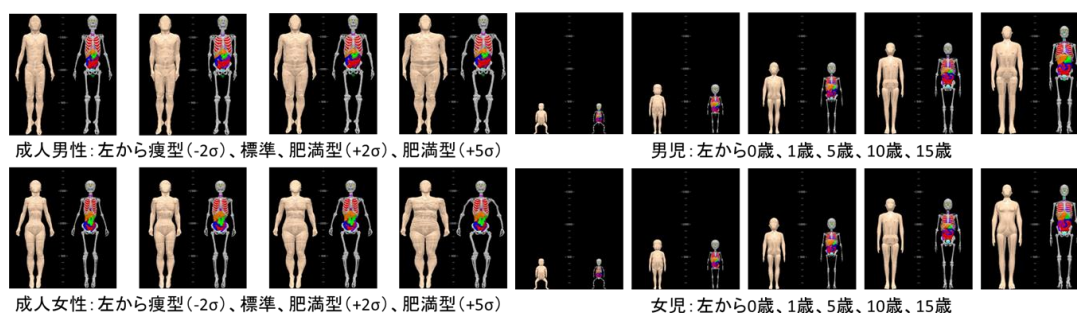 成人男性：左から痩型(-2σ)、標準、肥満型(+2σ)、肥満型(+5σ)
男児：左から0歳、1歳、5歳、10歳、15歳
成人女性：左から痩型(-2σ)、標準、肥満型(+2σ)、肥満型(+5σ)
女児：左から0歳、1歳、5歳、10歳、15歳